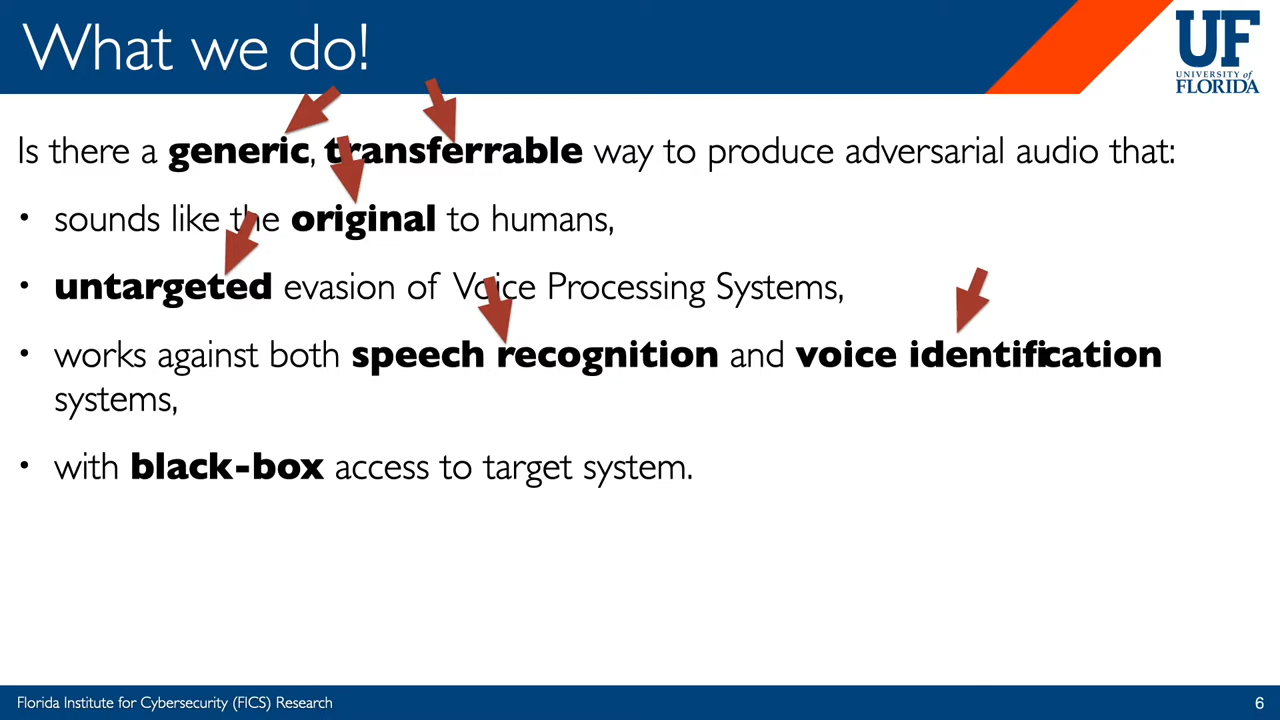 What we do!
UF
UNIVERSITY of
FLORIDA
Is there a generic, transferrable way to produce adversarial audio that:
• sounds like the original to humans,
• untargeted evasion of Voice Processing Systems,
• works against both speech recognition and voice identification
systems,
• with black-box access to target system.
Florida Institute for Cybersecurity (FICS) Research
6